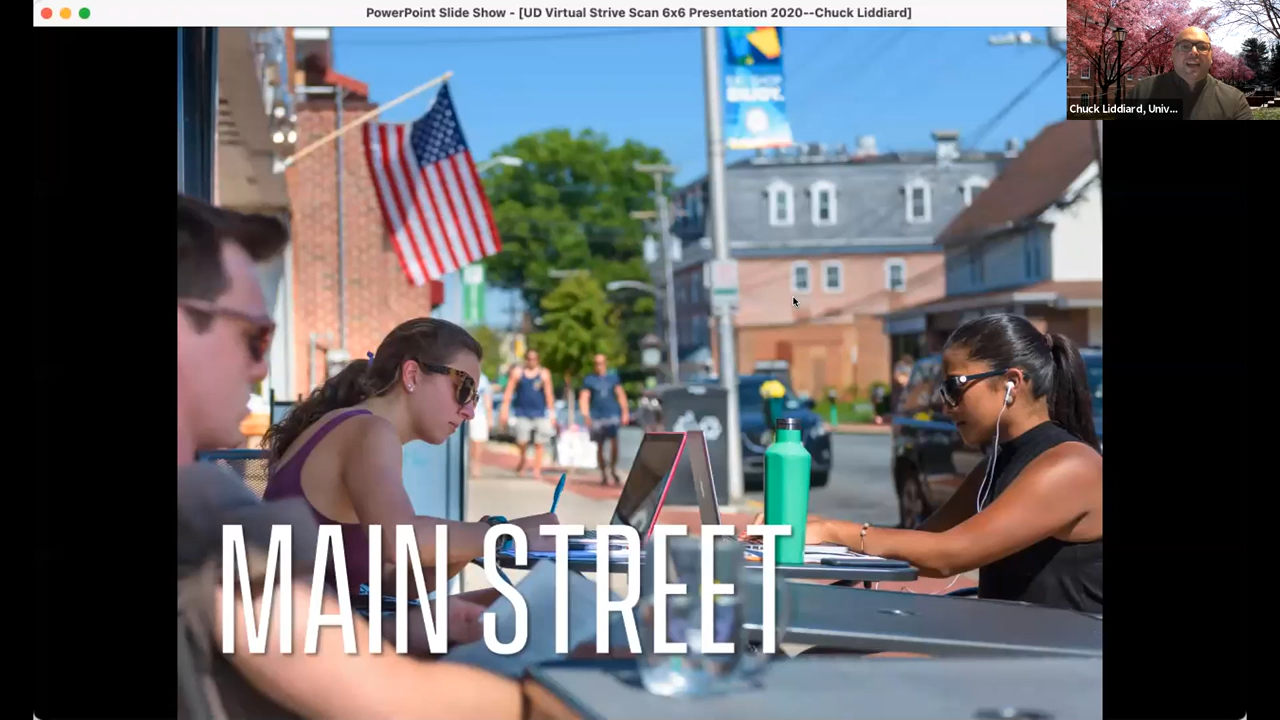 PowerPoint Slide Show - [UD Virtual Strive Scan 6x6 Presentation 2020--Chuck Liddiard]
Chuck Liddiard, Univ...
MAIN STREET